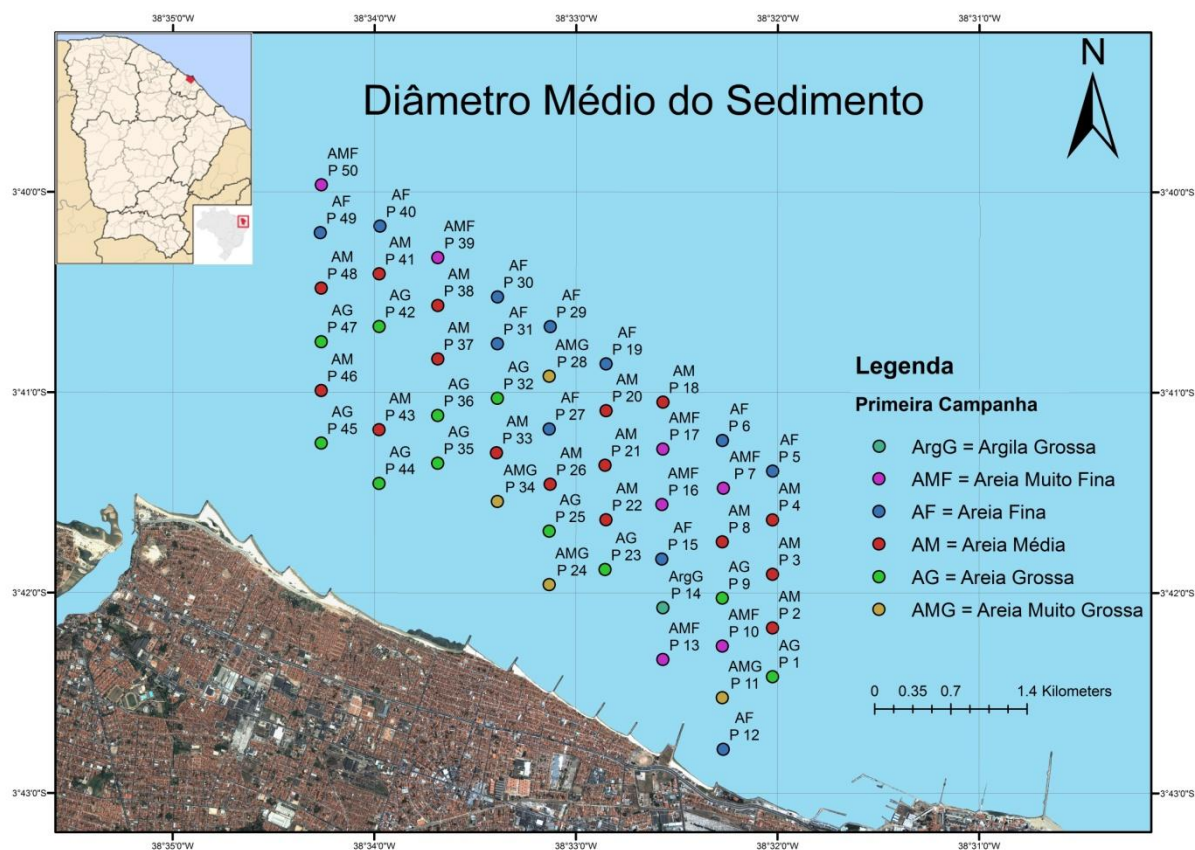 38°35'0"W 38°34'0"W 38°33'0"W 38°32'0"W 38°31'0"W
Diâmetro Médio do Sedimento
N
3°40'0"S
3°41'0"S
3°42'0"S
3°43'0"S
3°40'0"S
3°41'0"S
3°42'0"S
3°43'0"S
AMF
P 50
AF
P 49
AM
P 48
AG
P 47
AM
P 46
AG
P 45
AF
P 40
AM
P 41
AG
P 42
AM
P 43
AG
P 44
AMF
P 39
AM
P 38
AM
P 37
AG
P 36
AG
P 35
AF
P 30
AF
P 31
AG
P 32
AM
P 33
AMG
P 34
AF
P 29
AMG
P 28
AF
P 27
AM
P 26
AG
P 25
AMG
P 24
AF
P 19
AM
P 20
AM
P 21
AM
P 22
AG
P 23
AM
P 18
AMF
P 17
AMF
P 16
AF
P 15
ArgG
P 14
AMF
P 13
AF
P 6
AMF
P 7
AM
P 8
AG
P 9
AMF
P 10
AMG
P 11
AF
P 12
AF
P 5
AM
P 4
AM
P 3
AM
P 2
AG
P 1
Legenda
Primeira Campanha
ArgG = Argila Grossa
AMF = Areia Muito Fina
AF = Areia Fina
AM = Areia Média
AG = Areia Grossa
AMG = Areia Muito Grossa
0 0.35 0.7 1.4 Kilometers
38°35'0"W 38°34'0"W 38°33'0"W 38°32'0"W 38°31'0"W